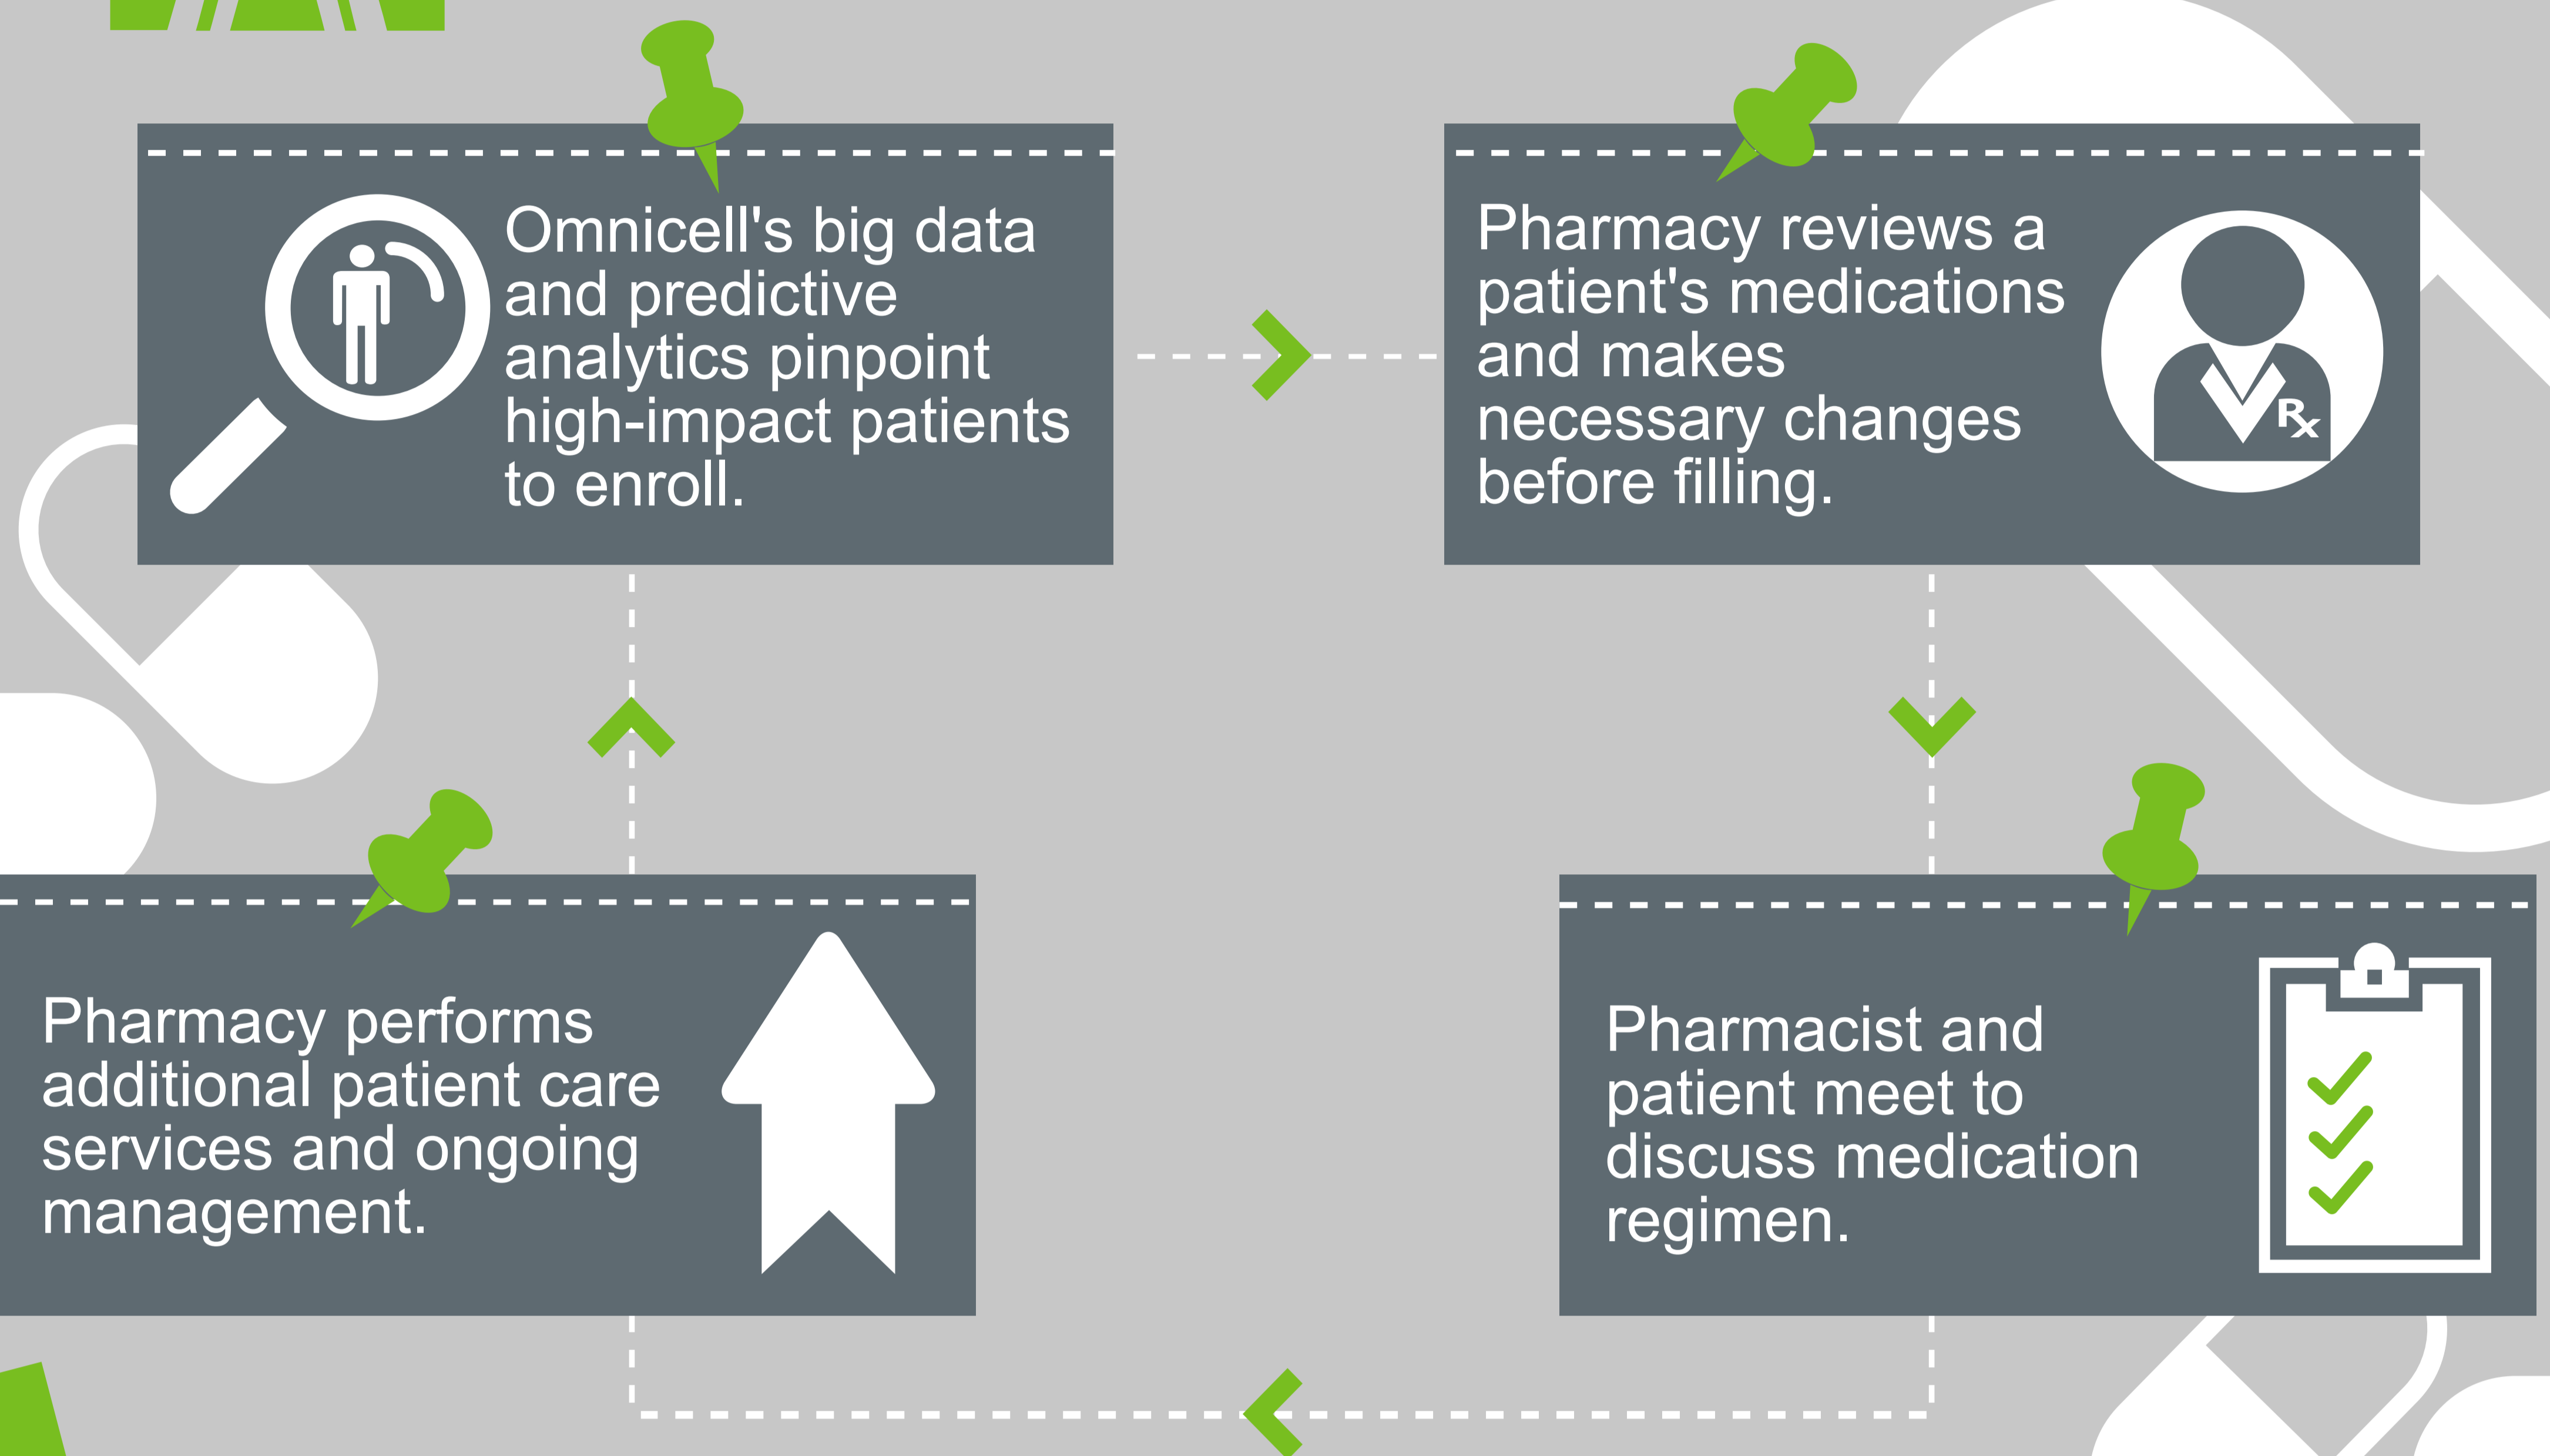 Omnicell's big data
and predictive
analytics pinpoint
high-impact patients
to enroll.
Pharmacy reviews a
patient's medications
and makes
necessary changes
before filling.
Rx
Pharmacist and
patient meet to
discuss medication
regimen.
Pharmacy performs
additional patient care
services and ongoing
management.